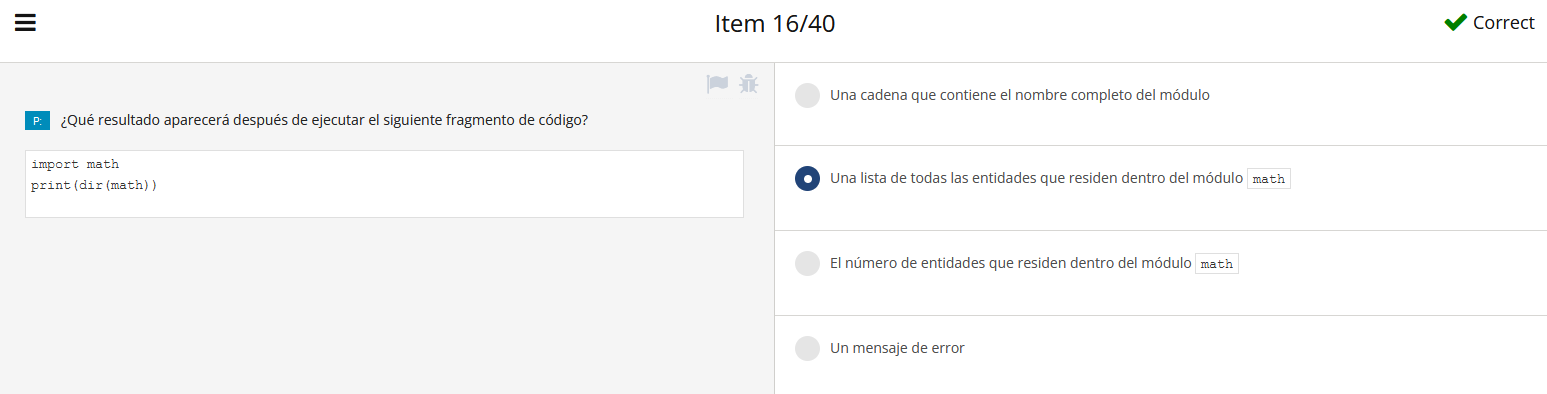 Item 16/40
Correct
P: ¿Qué resultado aparecerá después de ejecutar el siguiente fragmento de código?
import math
print(dir(math))
Una cadena que contiene el nombre completo del módulo
Una lista de todas las entidades que residen dentro del módulo math
El número de entidades que residen dentro del módulo math
Un mensaje de error